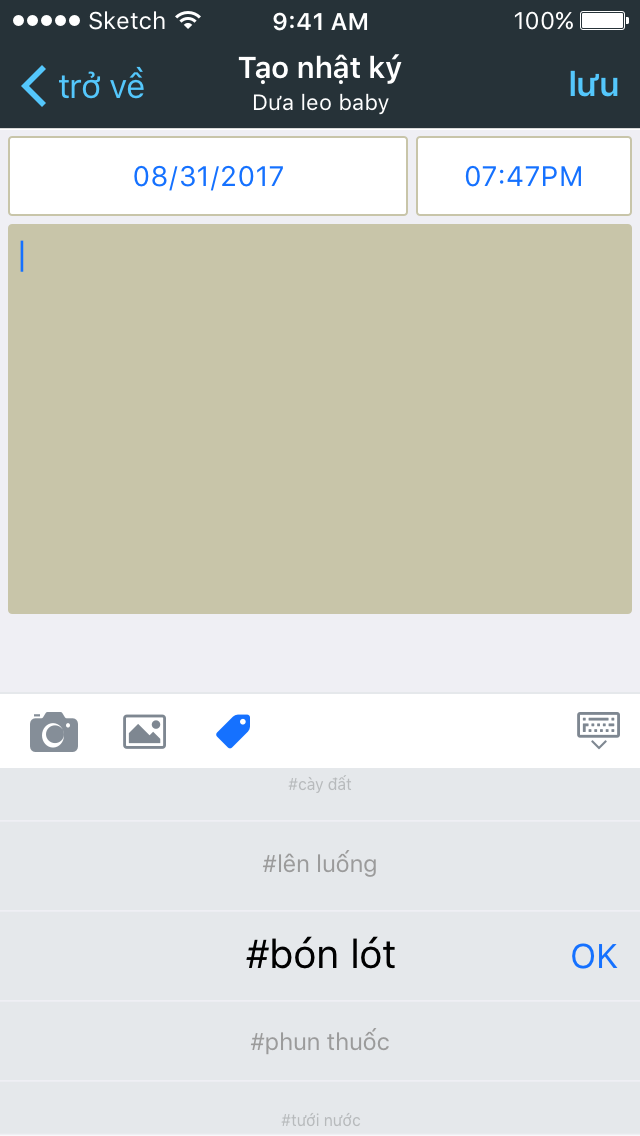 Sketch 9:41 AM 100%
trở về Tạo nhật ký lưu
Dưa leo baby
08/31/2017 07:47PM
#cày đất
#lên luống
#bón lót OK
#phun thuốc
#tưới nước